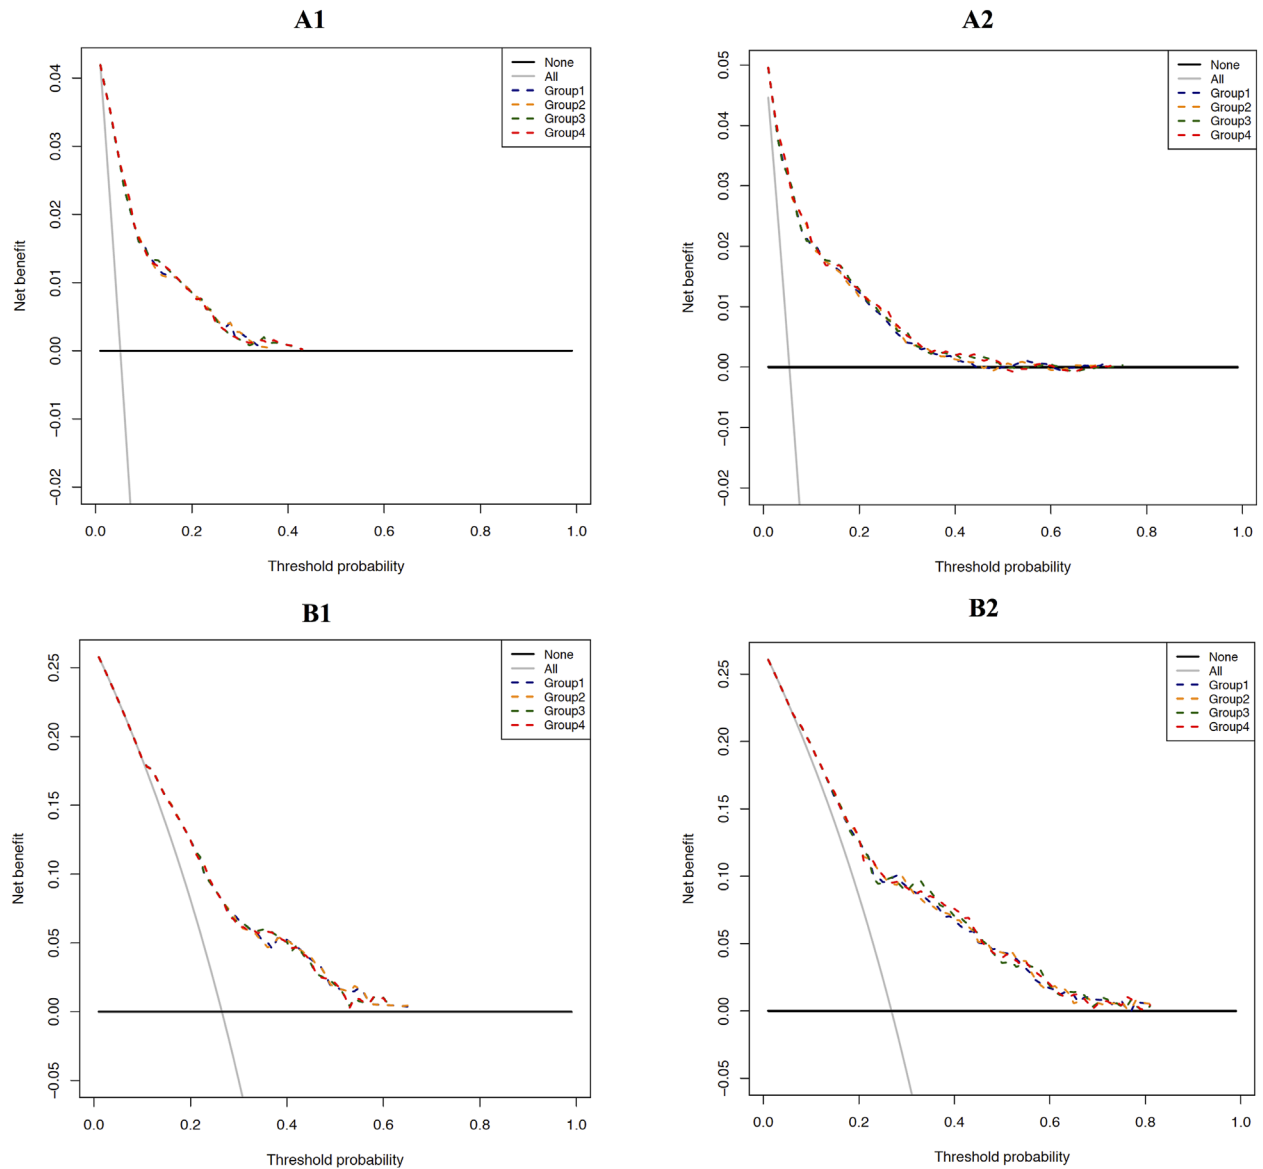 A1
None
All
Group1
Group2
Group3
Group4
0.04
0.03
0.02
0.01
0.00
−0.01
−0.02
Net benefit
0.0 0.2 0.4 0.6 0.8 1.0
Threshold probability
A2
None
All
Group1
Group2
Group3
Group4
0.05
0.04
0.03
0.02
0.01
0.00
−0.01
−0.02
Net benefit
0.0 0.2 0.4 0.6 0.8 1.0
Threshold probability
B1
None
All
Group1
Group2
Group3
Group4
0.25
0.20
0.15
0.10
0.05
0.00
−0.05
Net benefit
0.0 0.2 0.4 0.6 0.8 1.0
Threshold probability
B2
None
All
Group1
Group2
Group3
Group4
0.25
0.20
0.15
0.10
0.05
0.00
−0.05
Net benefit
0.0 0.2 0.4 0.6 0.8 1.0
Threshold probability